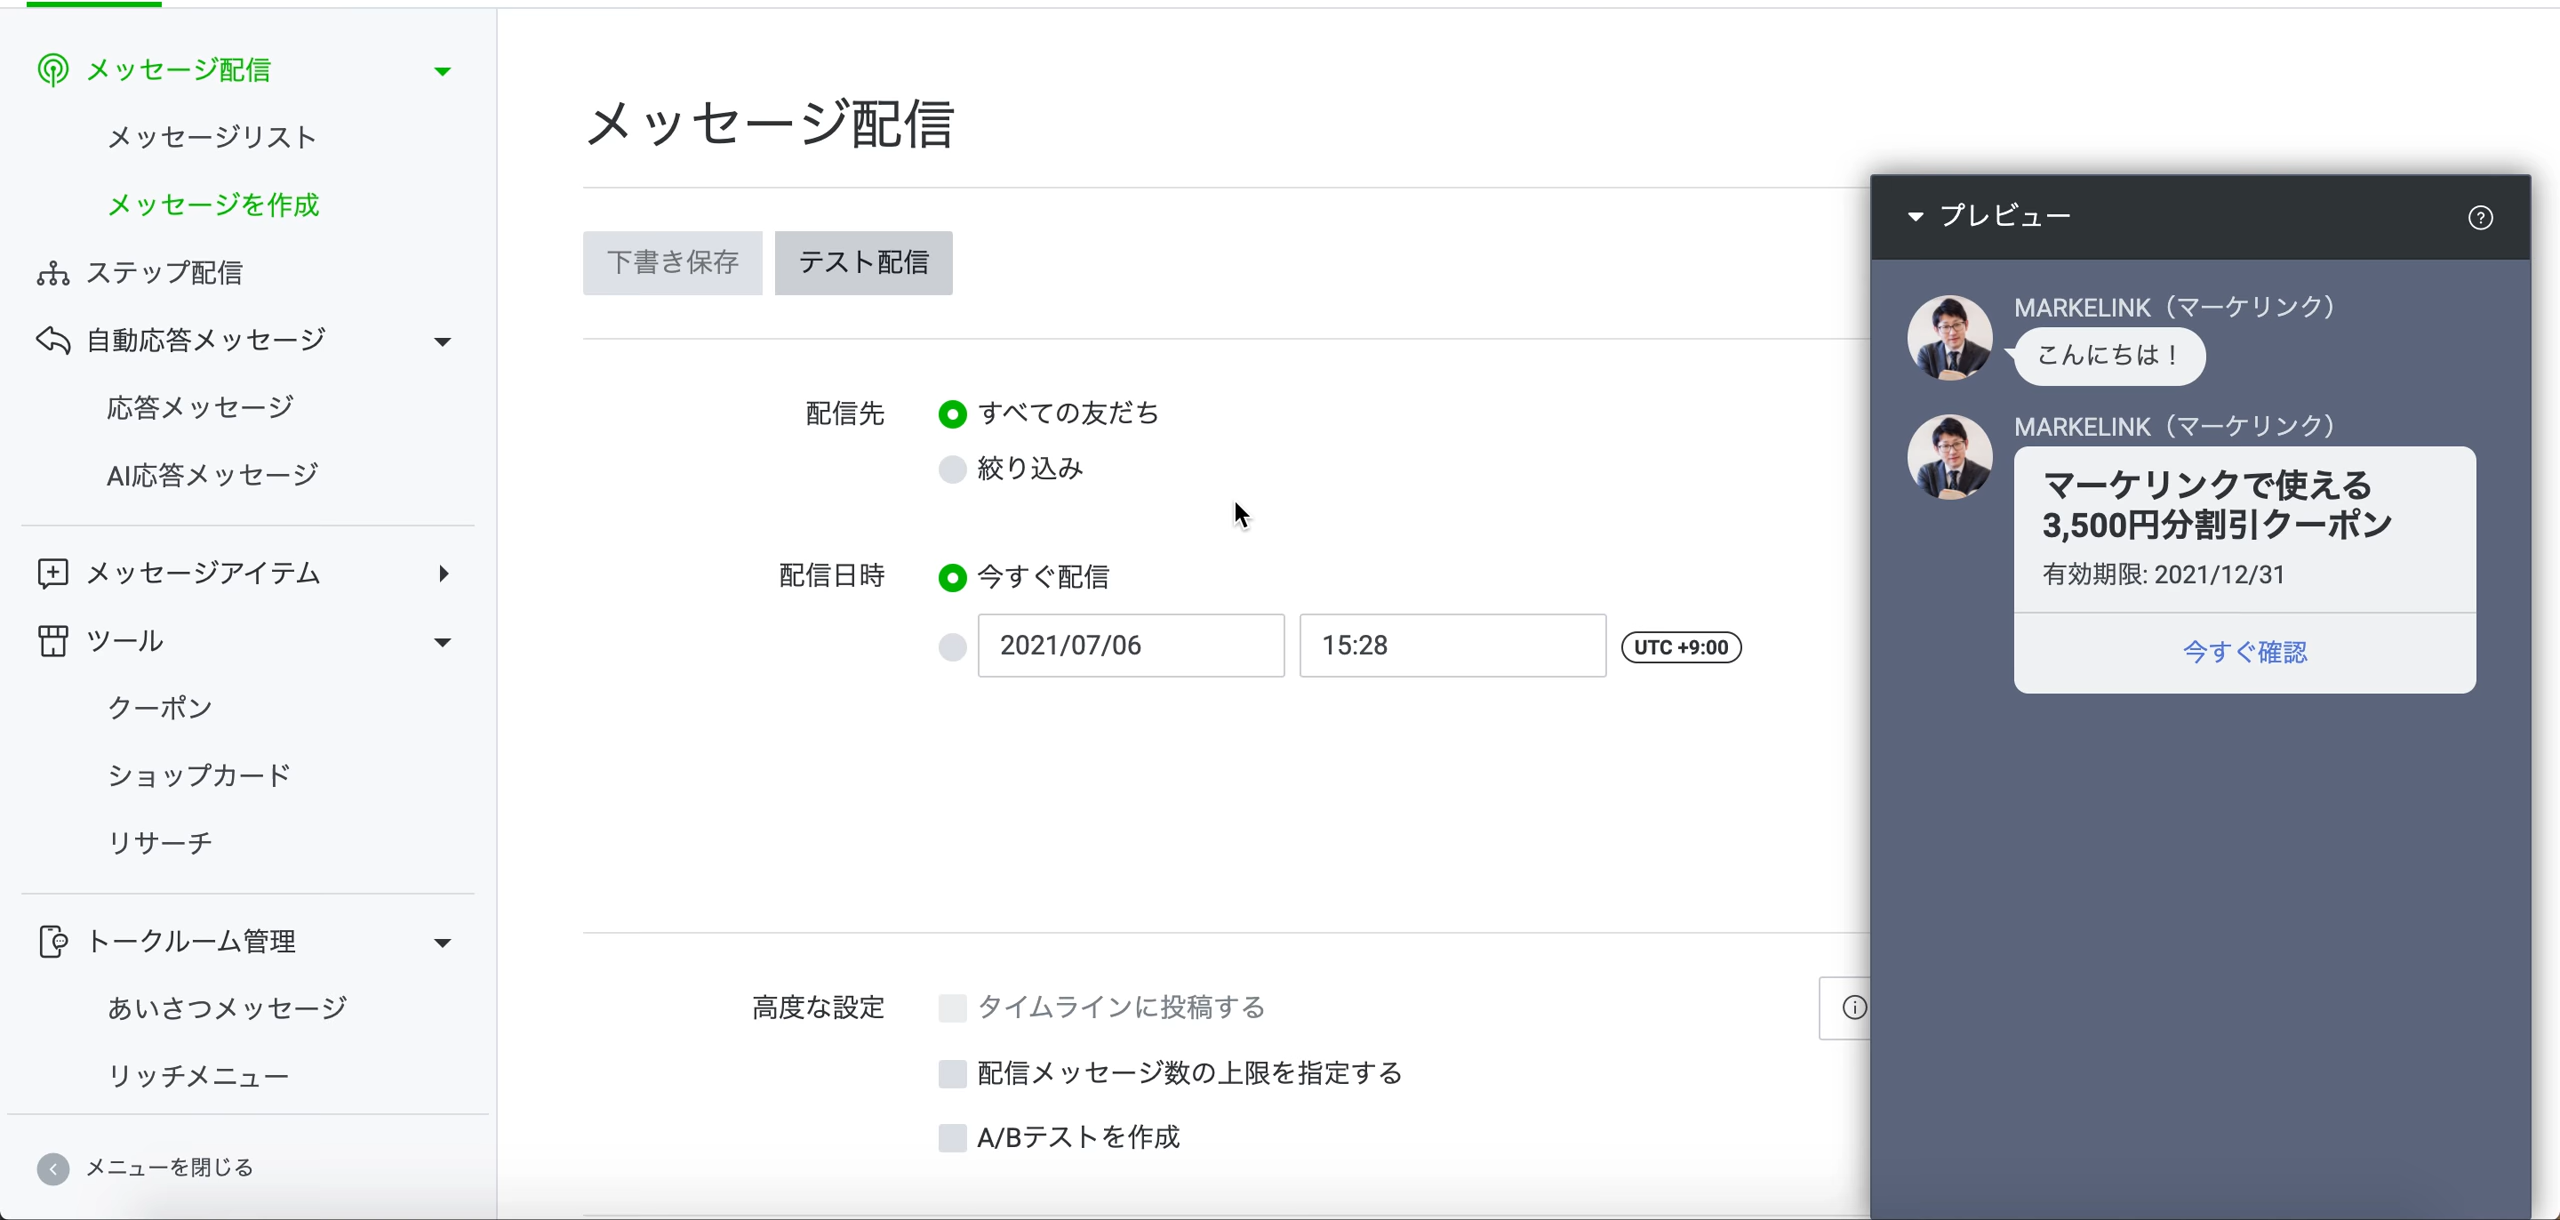 メッセージ配信
メッセージリスト
メッセージを作成
ステップ配信
自動応答メッセージ
応答メッセージ
AI応答メッセージ
メッセージアイテム
ツール
クーポン
ショップカード
リサーチ
トークルーム管理
あいさつメッセージ
リッチメニュー
メニューを閉じる
メッセージ配信
下書き保存 テスト配信
配信先 すべての友だち
絞り込み
配信日時 今すぐ配信
2021/07/06 15:28 UTC +9:00
高度な設定 タイムラインに投稿する
配信メッセージ数の上限を指定する
A/Bテストを作成
プレビュー
MARKELINK（マーケリンク）
こんにちは！
MARKELINK（マーケリンク）
マーケリンクで使える
3,500円分割引クーポン
有効期限: 2021/12/31
今すぐ確認